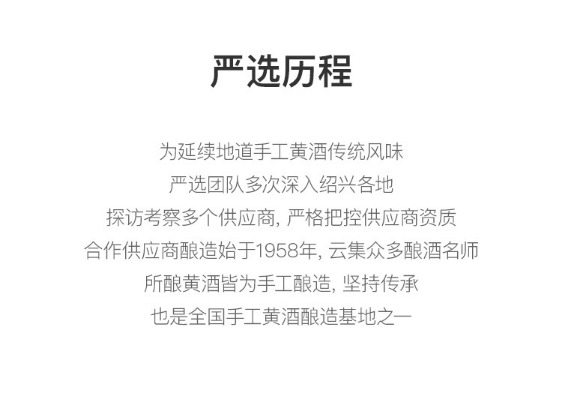 严选历程
为延续地道手工黄酒传统风味
严选团队多次深入绍兴各地
探访考察多个供应商, 严格把控供应商资质
合作供应商酿造始于1958年, 云集众多酿酒名师
所酿黄酒皆为手工酿造, 坚持传承
也是全国手工黄酒酿造基地之一